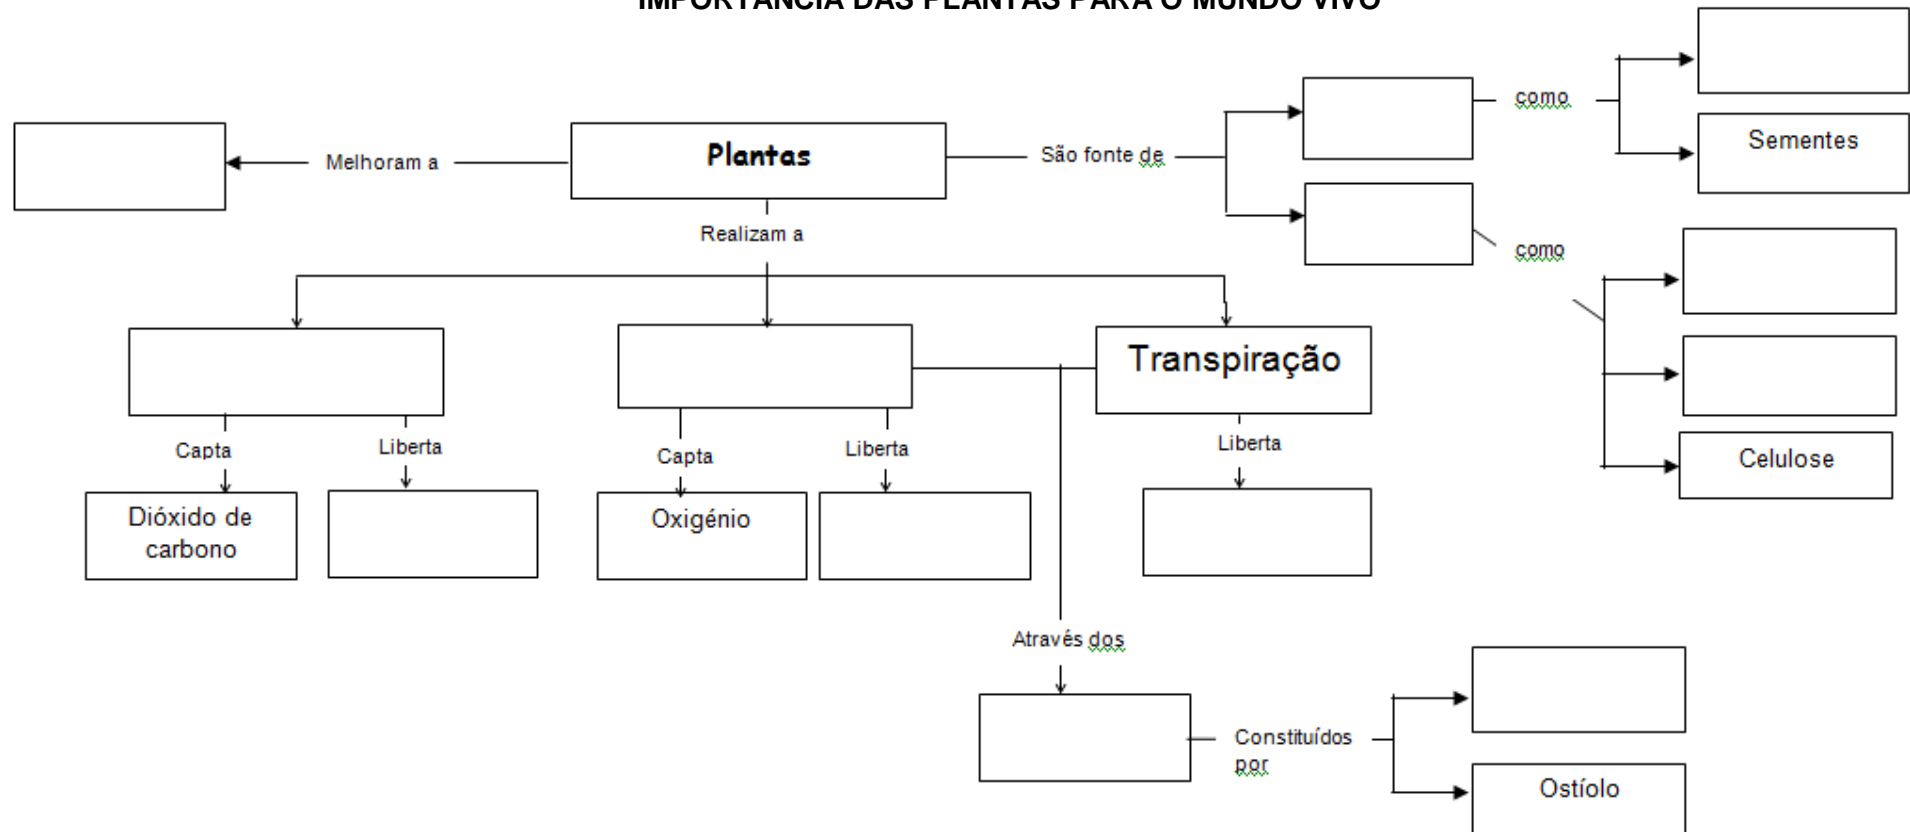 IMPORTÂNCIA DAS PLANTAS PARA O MUNDO VIVO
como
Sementes
Melhoram a
Plantas
São fonte de
Realizam a
como
Transpiração
Celulose
Capta
Liberta
Capta
Liberta
Liberta
Dióxido de
carbono
Oxigénio
Através dos
Constituídos
por
Ostíolo